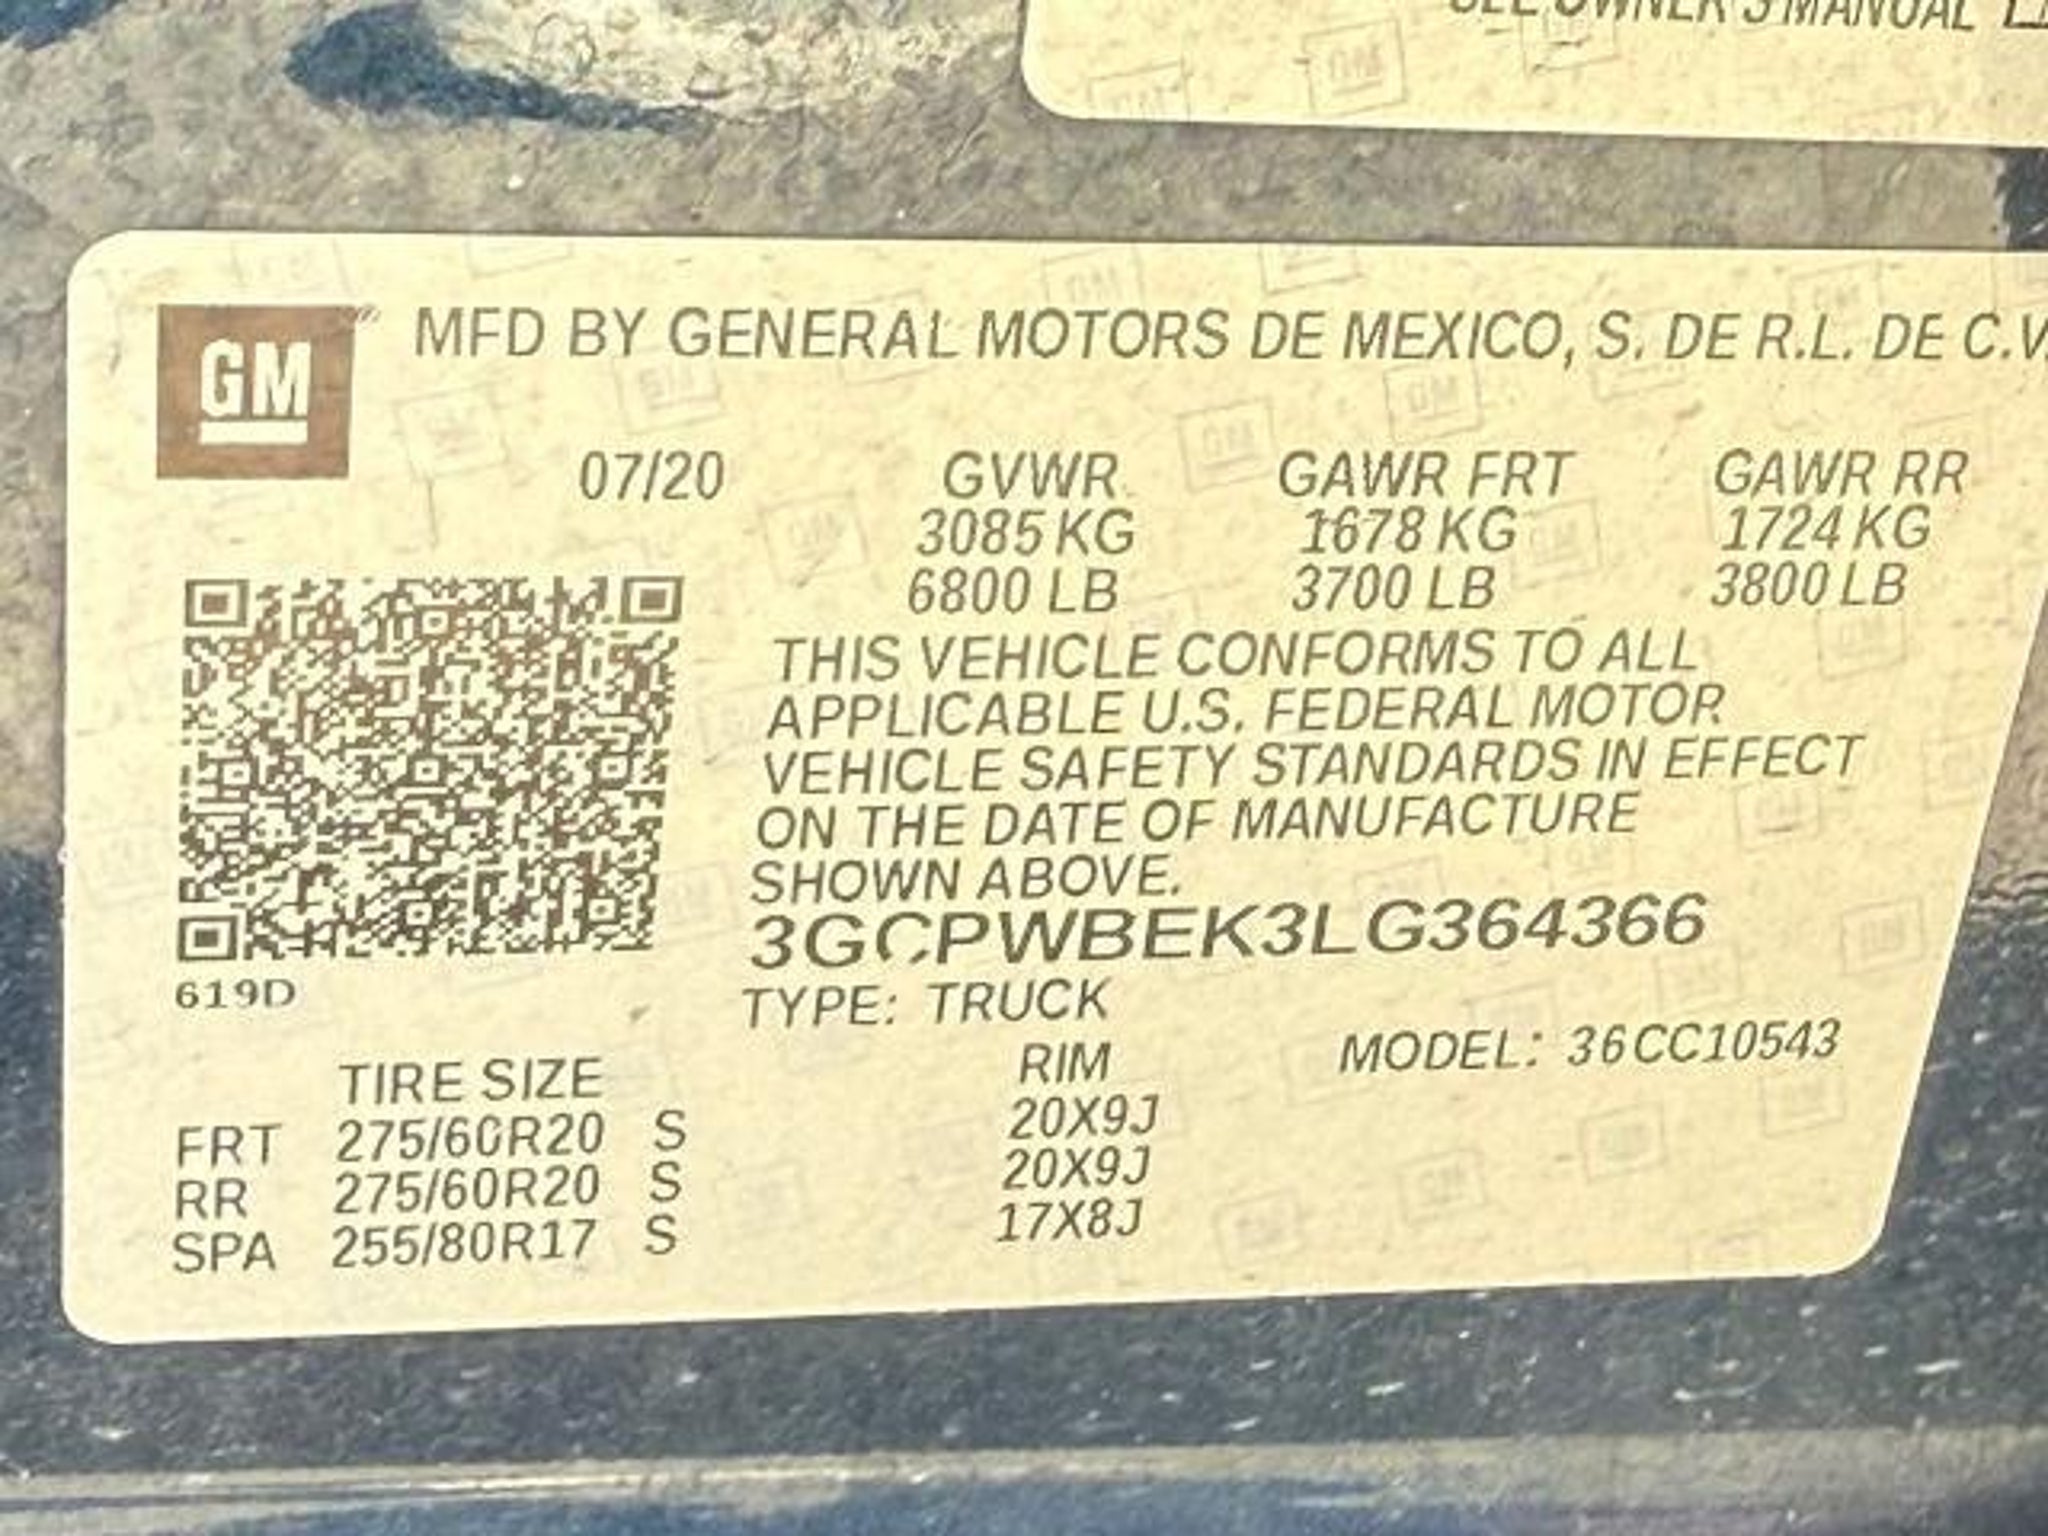 SEE OWNER'S MANUAL
GM
MFD BY GENERAL MOTORS DE MEXICO, S. DE R.L. DE C.V.
07/20 GVWR GAWR FRT GAWR RR
3085 KG 1678 KG 1724 KG
6800 LB 3700 LB 3800 LB
THIS VEHICLE CONFORMS TO ALL
APPLICABLE U.S. FEDERAL MOTOR
VEHICLE SAFETY STANDARDS IN EFFECT
ON THE DATE OF MANUFACTURE
SHOWN ABOVE.
3GCPWBEK3LG364366
619D
TYPE: TRUCK
MODEL: 36CC10543
TIRE SIZE RIM
FRT 275/60R20 S 20X9J
RR 275/60R20 S 20X9J
SPA 255/80R17 S 17X8J